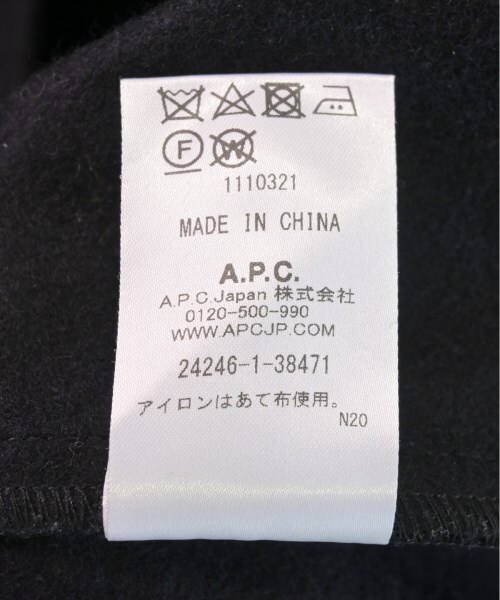 F W
1110321
MADE IN CHINA
A.P.C.
A.P.C.Japan 株式会社
0120-500-990
WWW.APCJP.COM
24246-1-38471
アイロンはあて布使用。
N20